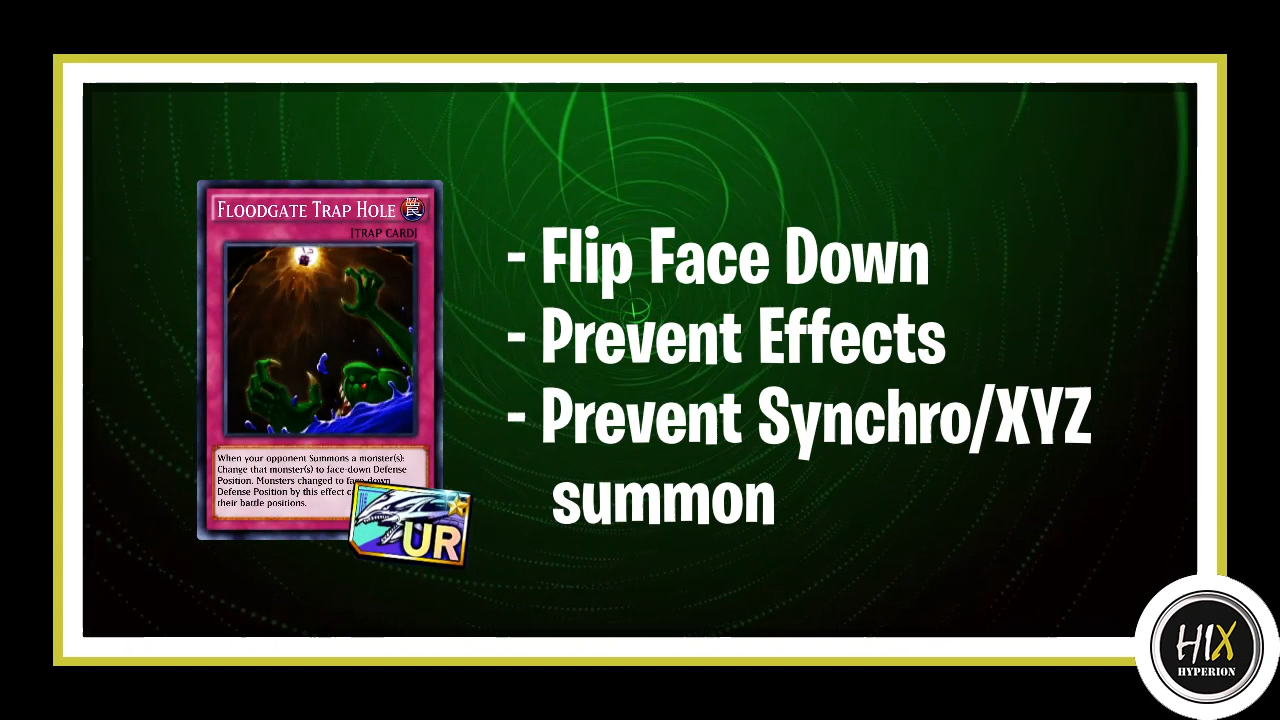 FLOODGATE TRAP HOLE
罠
[TRAP CARD]
When your opponent Summons a monster(s):
Change that monster(s) to face-down Defense
Position. Monsters changed to face-down
Defense Position by this effect
their battle positions.
UR
- Flip Face Down
- Prevent Effects
- Prevent Synchro/XYZ
summon
HIX
HYPERION